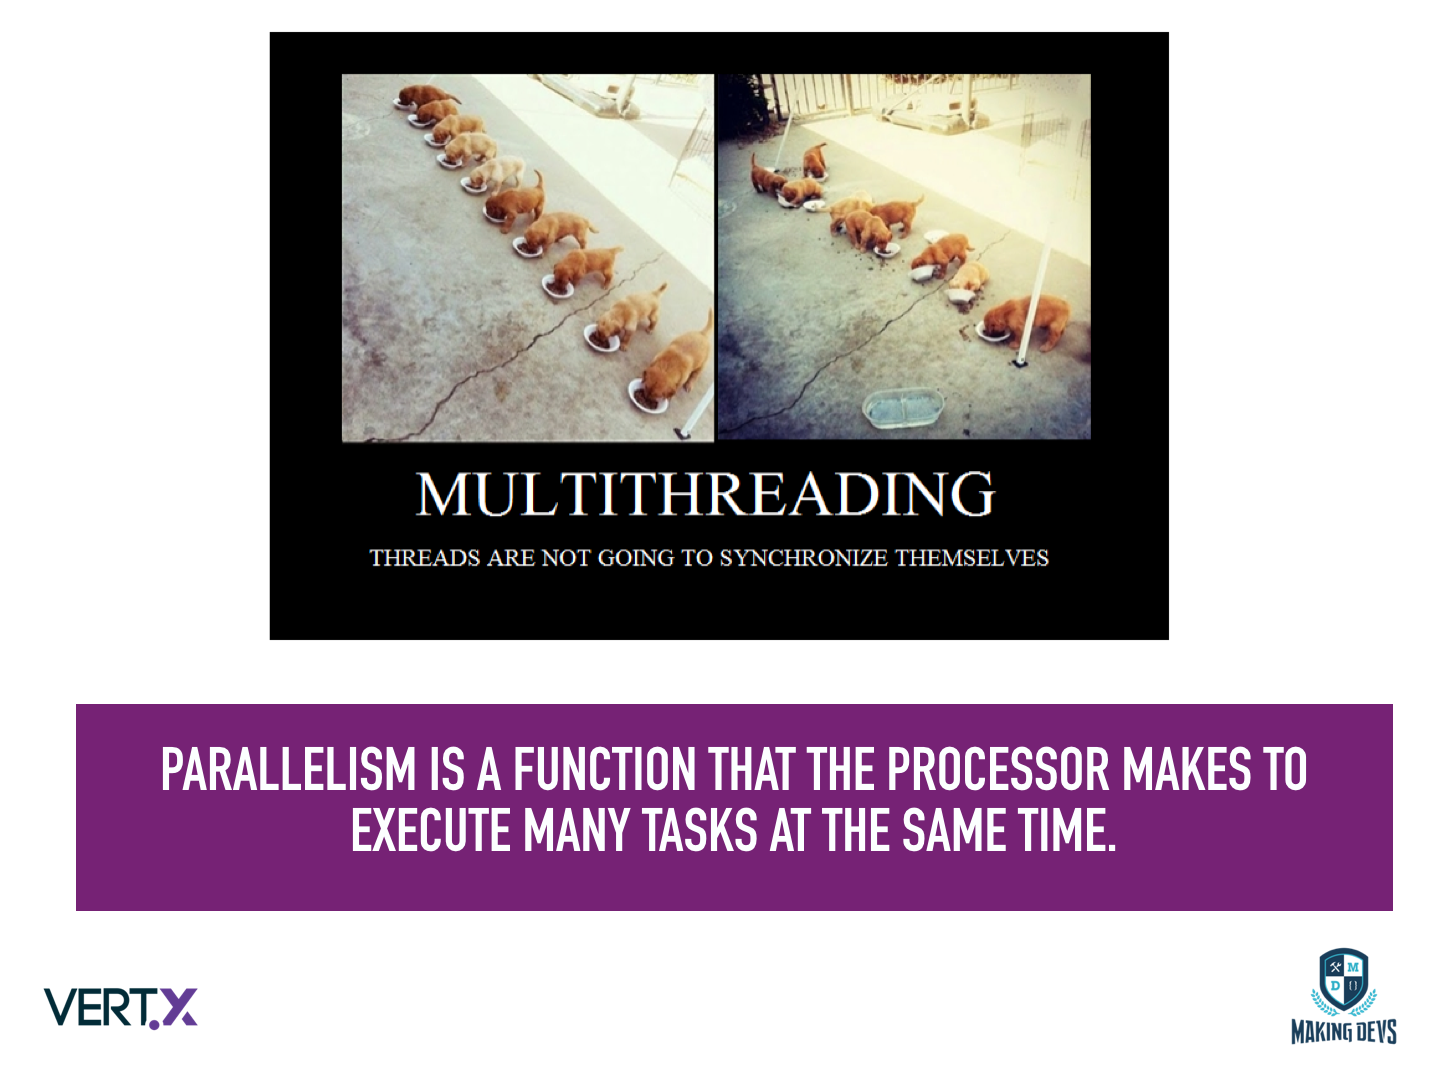 MULTITHREADING
THREADS ARE NOT GOING TO SYNCHRONIZE THEMSELVES
PARALLELISM IS A FUNCTION THAT THE PROCESSOR MAKES TO
EXECUTE MANY TASKS AT THE SAME TIME.
VERT.X
M
D { }
MAKING DEVS